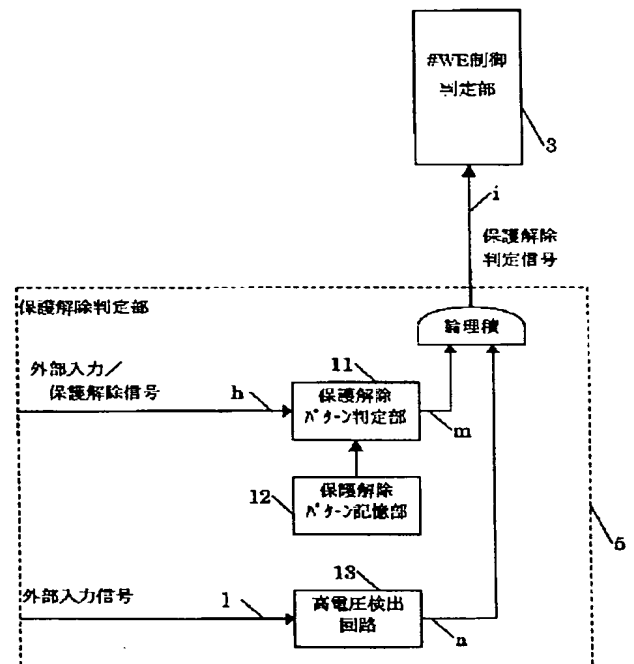 #WE制御
判定部
3
i
保護解除
判定信号
保護解除判定部
論理積
外部入力／
保護解除信号
h
11
保護解除
パターン判定部
m
12
保護解除
パターン記憶部
5
外部入力信号
l
13
高電圧検出
回路
n